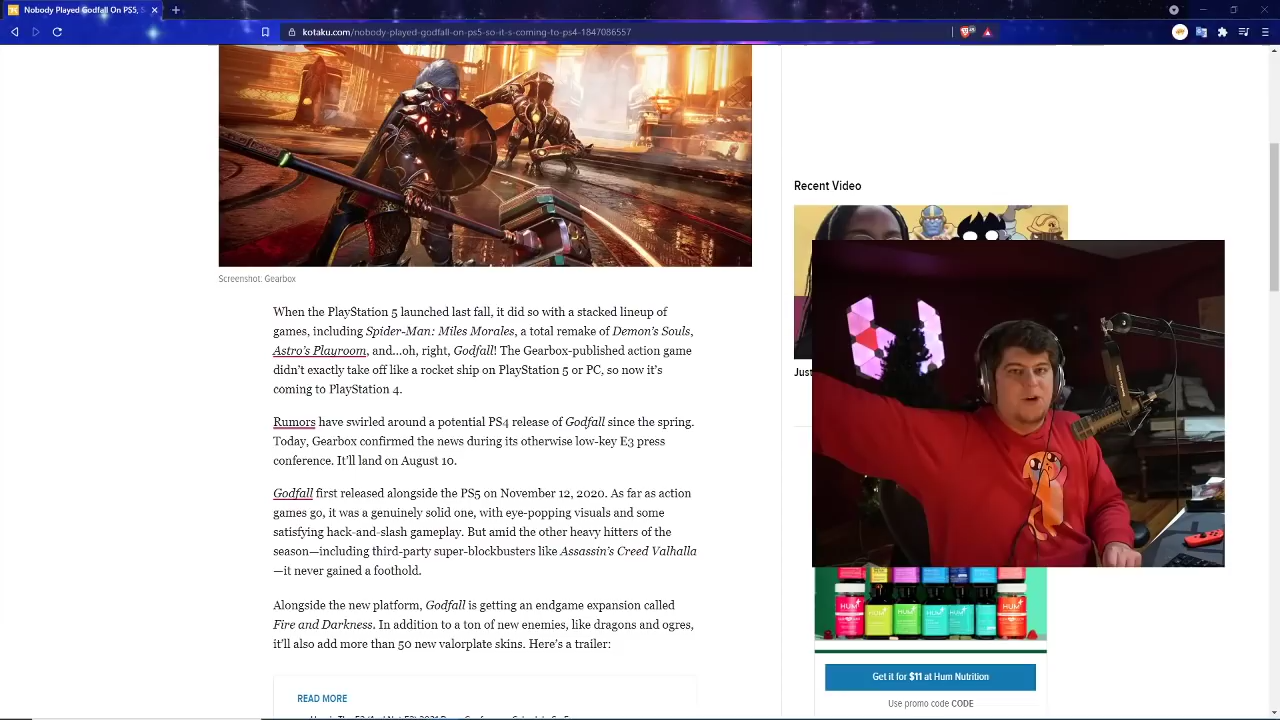 Nobody Played Godfall On PS5, S
kotaku.com/nobody-played-godfall-on-ps5-so-it-s-coming-to-ps4-1847086557
Screenshot: Gearbox
When the PlayStation 5 launched last fall, it did so with a stacked lineup of
games, including Spider-Man: Miles Morales, a total remake of Demon's Souls,
Astro's Playroom, and...oh, right, Godfall! The Gearbox-published action game
didn't exactly take off like a rocket ship on PlayStation 5 or PC, so now it's
coming to PlayStation 4.
Rumors have swirled around a potential PS4 release of Godfall since the spring.
Today, Gearbox confirmed the news during its otherwise low-key E3 press
conference. It'll land on August 10.
Godfall first released alongside the PS5 on November 12, 2020. As far as action
games go, it was a genuinely solid one, with eye-popping visuals and some
satisfying hack-and-slash gameplay. But amid the other heavy hitters of the
season—including third-party super-blockbusters like Assassin's Creed Valhalla
—it never gained a foothold.
Alongside the new platform, Godfall is getting an endgame expansion called
Fire and Darkness. In addition to a ton of new enemies, like dragons and ogres,
it'll also add more than 50 new valorplate skins. Here's a trailer:
READ MORE
Recent Video
Just
HUM
HUM
HUM
Get it for $11 at Hum Nutrition
Use promo code CODE